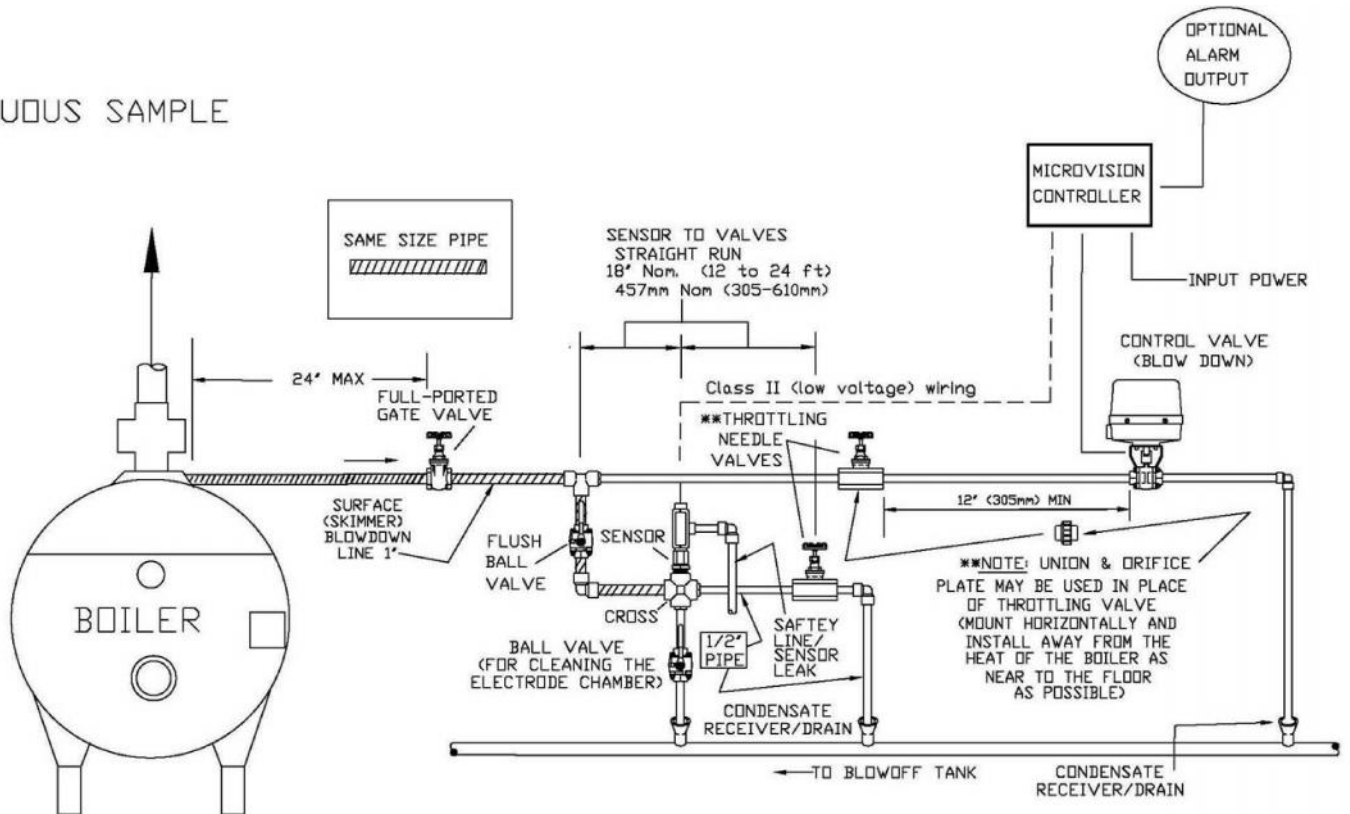 UOUS SAMPLE
OPTIONAL
ALARM
OUTPUT
MICROVISION
CONTROLLER
INPUT POWER
SAME SIZE PIPE
SENSOR TO VALVES
STRAIGHT RUN
18" Nom. (12 to 24 ft)
457mm Nom (305-610mm)
CONTROL VALVE
(BLOW DOWN)
24" MAX
FULL-PORTED
GATE VALVE
Class II (low voltage) wiring
**THROTTLING
NEEDLE
VALVES
12" (305mm) MIN
SURFACE
(SKIMMER)
BLOWDOWN
LINE 1"
FLUSH
BALL
VALVE
SENSOR
CROSS
**NOTE: UNION & ORIFICE
PLATE MAY BE USED IN PLACE
OF THROTTLING VALVE
(MOUNT HORIZONTALLY AND
INSTALL AWAY FROM THE
HEAT OF THE BOILER AS
NEAR TO THE FLOOR
AS POSSIBLE)
BOILER
BALL VALVE
(FOR CLEANING THE
ELECTRODE CHAMBER)
1/2"
PIPE
SAFTEY
LINE/
SENSOR
LEAK
CONDENSATE
RECEIVER/DRAIN
TO BLOWOFF TANK
CONDENSATE
RECEIVER/DRAIN